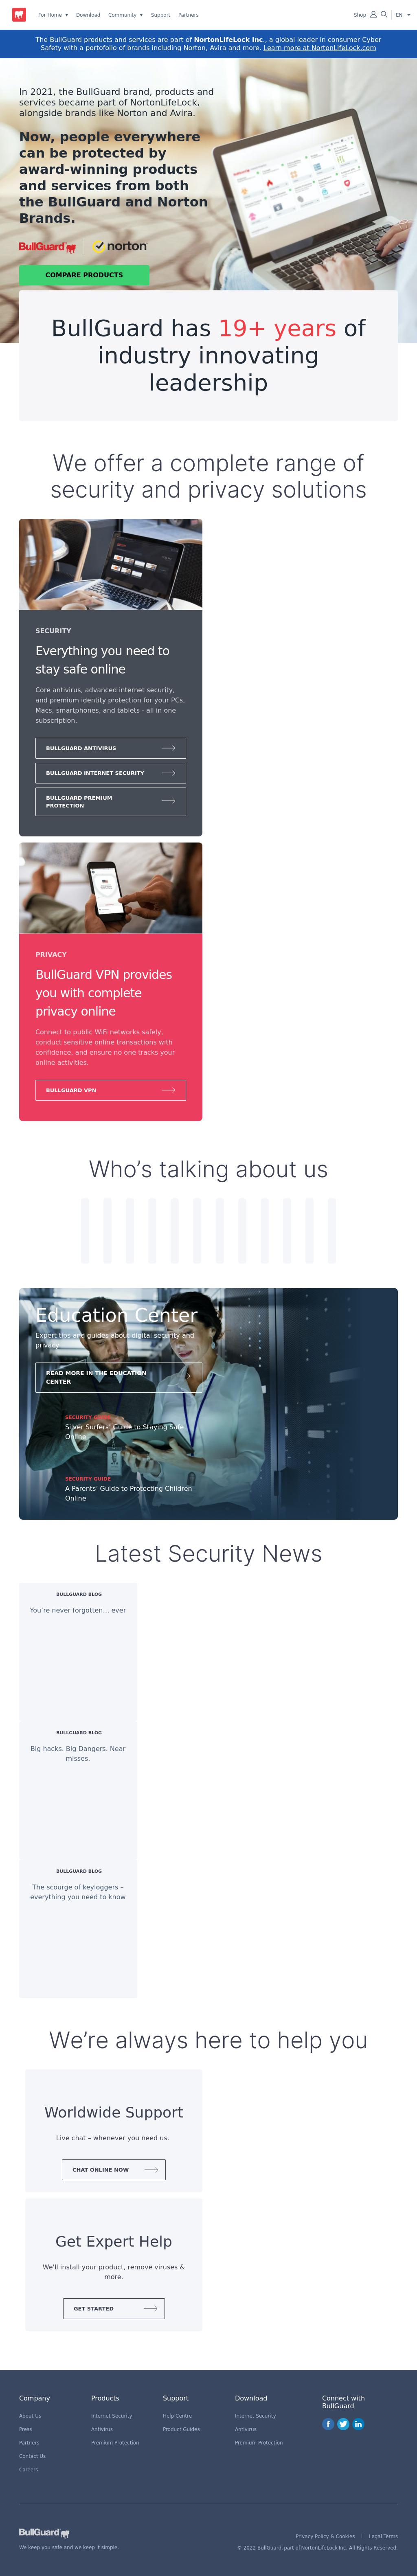 For Home
Download
Community
Support
Partners
Shop
EN
The BullGuard products and services are part of NortonLifeLock Inc., a global leader in consumer Cyber
Safety with a portofolio of brands including Norton, Avira and more. Learn more at NortonLifeLock.com
In 2021, the BullGuard brand, products and
services became part of NortonLifeLock,
alongside brands like Norton and Avira.
Now, people everywhere
can be protected by
award-winning products
and services from both
the BullGuard and Norton
Brands.
BullGuard
norton
COMPARE PRODUCTS
BullGuard has 19+ years of
industry innovating
leadership
We offer a complete range of
security and privacy solutions
SECURITY
Everything you need to
stay safe online
Core antivirus, advanced internet security,
and premium identity protection for your PCs,
Macs, smartphones, and tablets - all in one
subscription.
BULLGUARD ANTIVIRUS
BULLGUARD INTERNET SECURITY
BULLGUARD PREMIUM
PROTECTION
PRIVACY
BullGuard VPN provides
you with complete
privacy online
Connect to public WiFi networks safely,
conduct sensitive online transactions with
confidence, and ensure no one tracks your
online activities.
BULLGUARD VPN
Who’s talking about us
Education Center
Expert tips and guides about digital security and
privacy
READ MORE IN THE EDUCATION
CENTER
SECURITY GUIDE
Silver Surfers’ Guide to Staying Safe
Online
SECURITY GUIDE
A Parents’ Guide to Protecting Children
Online
Latest Security News
BULLGUARD BLOG
You’re never forgotten… ever
BULLGUARD BLOG
Big hacks. Big Dangers. Near
misses.
BULLGUARD BLOG
The scourge of keyloggers –
everything you need to know
We’re always here to help you
Worldwide Support
Live chat – whenever you need us.
CHAT ONLINE NOW
Get Expert Help
We'll install your product, remove viruses &
more.
GET STARTED
Company
About Us
Press
Partners
Contact Us
Careers
Products
Internet Security
Antivirus
Premium Protection
Support
Help Centre
Product Guides
Download
Internet Security
Antivirus
Premium Protection
Connect with
BullGuard
BullGuard
We keep you safe and we keep it simple.
Privacy Policy & Cookies | Legal Terms
© 2022 BullGuard, part of NortonLifeLock Inc. All Rights Reserved.